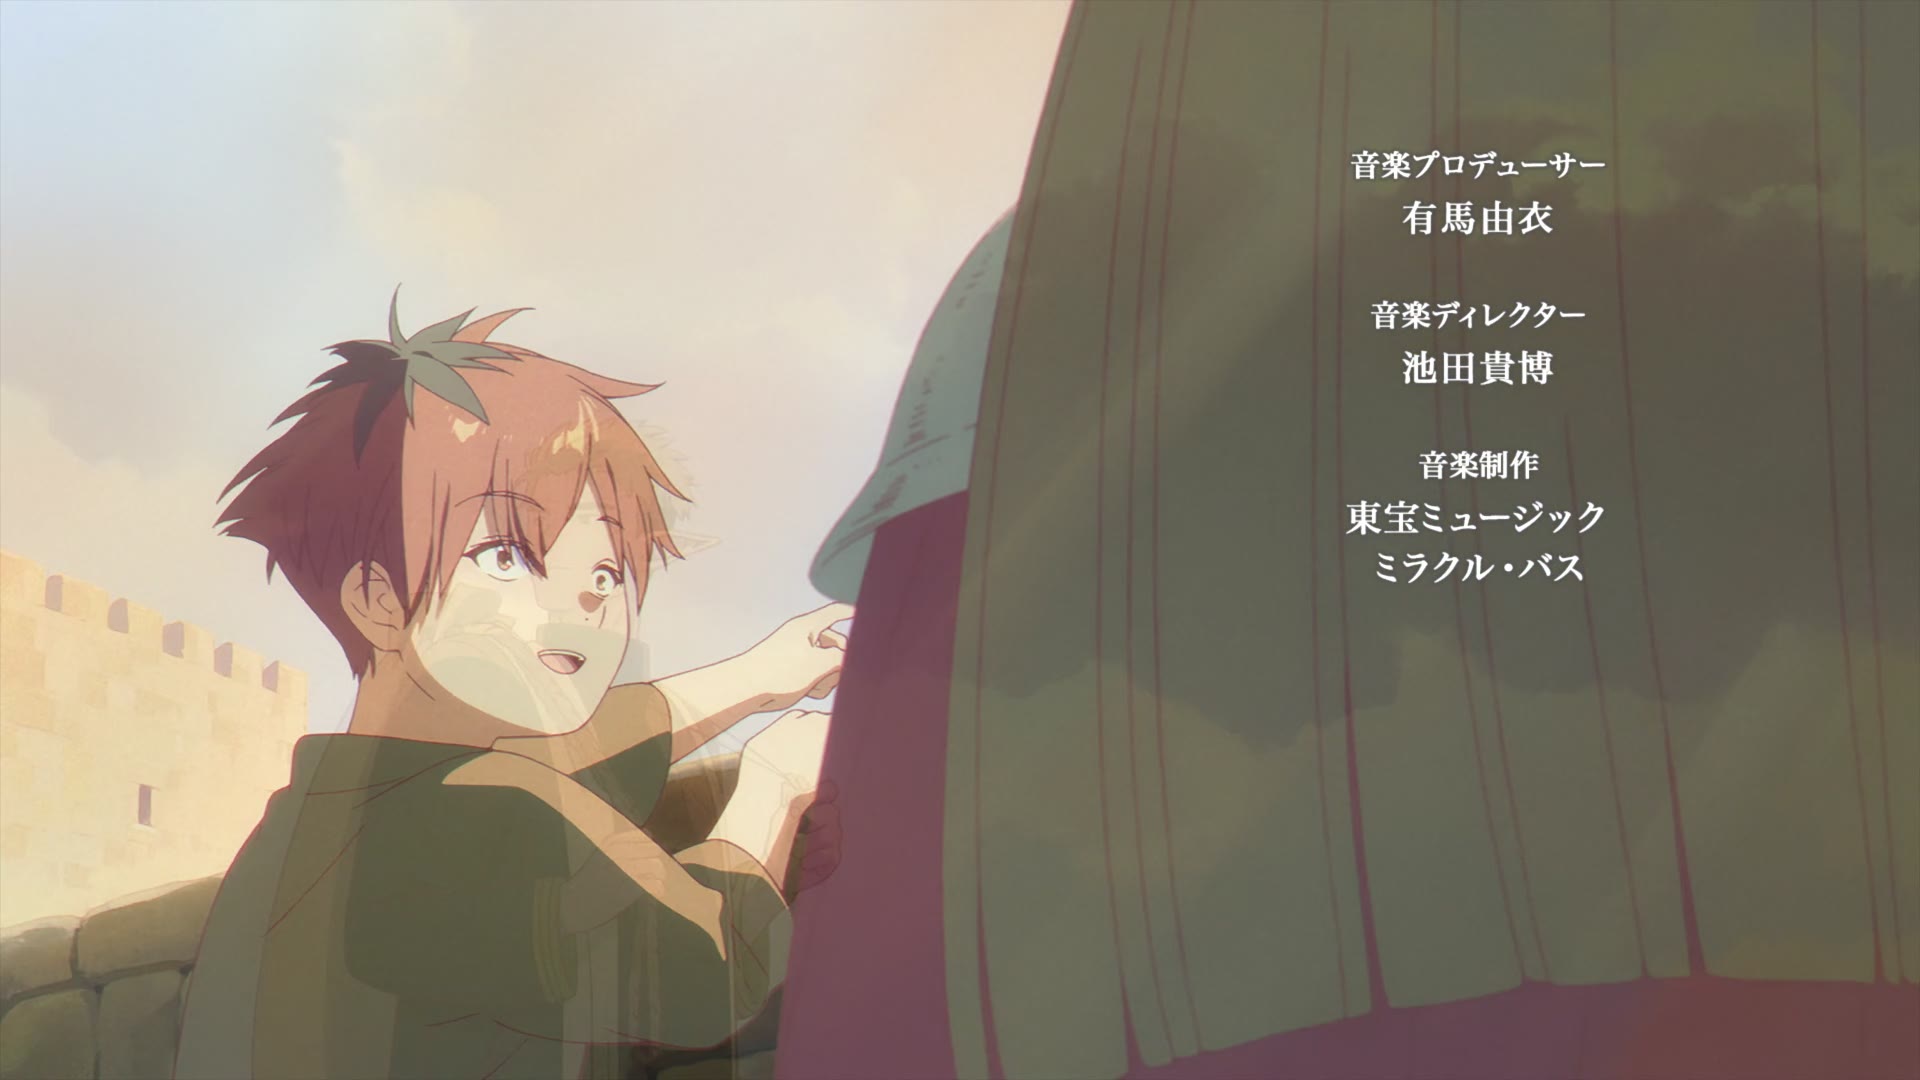 音楽プロデューサー
有馬由衣
音楽ディレクター
池田貴博
音楽制作
東宝ミュージック
ミラクル・バス